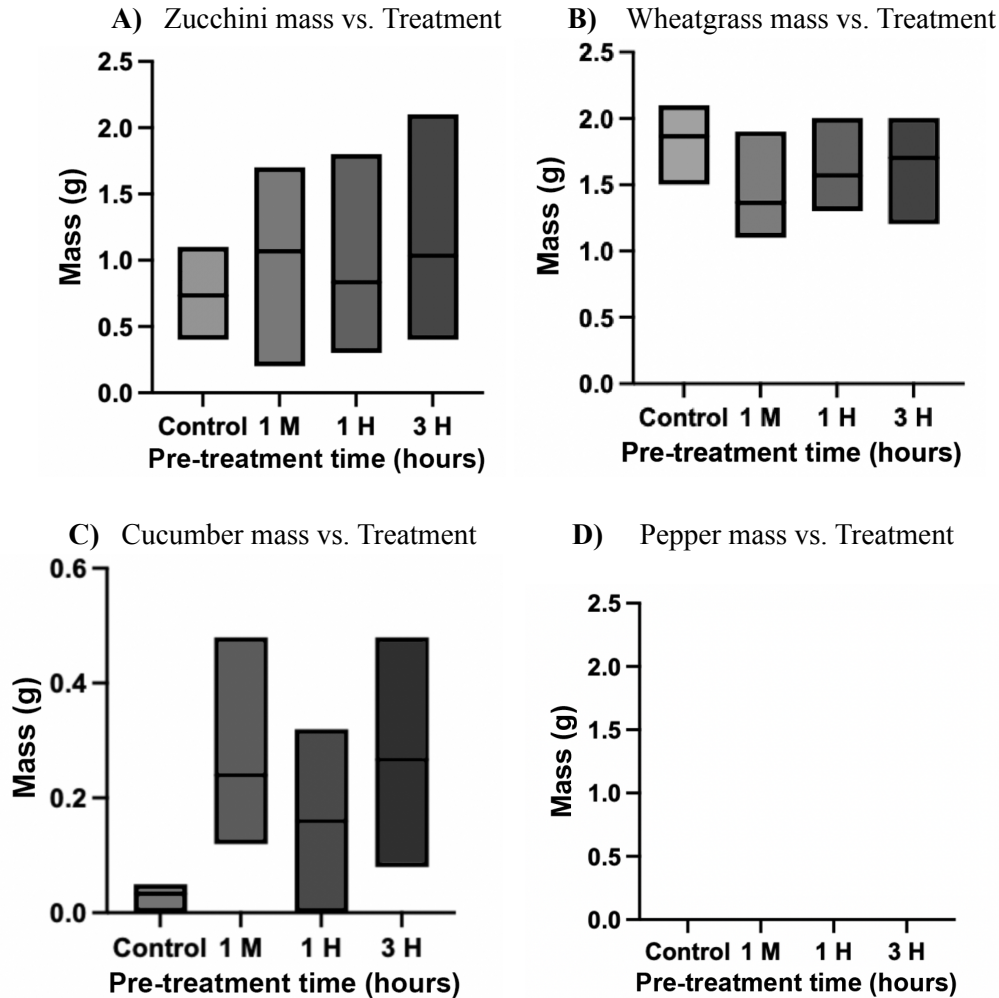 A) Zucchini mass vs. Treatment
2.5
2.0
1.5
1.0
0.5
0.0
Mass (g)
Control 1 M 1 H 3 H
Pre-treatment time (hours)
B) Wheatgrass mass vs. Treatment
2.5
2.0
1.5
1.0
0.5
0.0
Mass (g)
Control 1 M 1 H 3 H
Pre-treatment time (hours)
C) Cucumber mass vs. Treatment
0.6
0.4
0.2
0.0
Mass (g)
Control 1 M 1 H 3 H
Pre-treatment time (hours)
D) Pepper mass vs. Treatment
2.5
2.0
1.5
1.0
0.5
0.0
Mass (g)
Control 1 M 1 H 3 H
Pre-treatment time (hours)